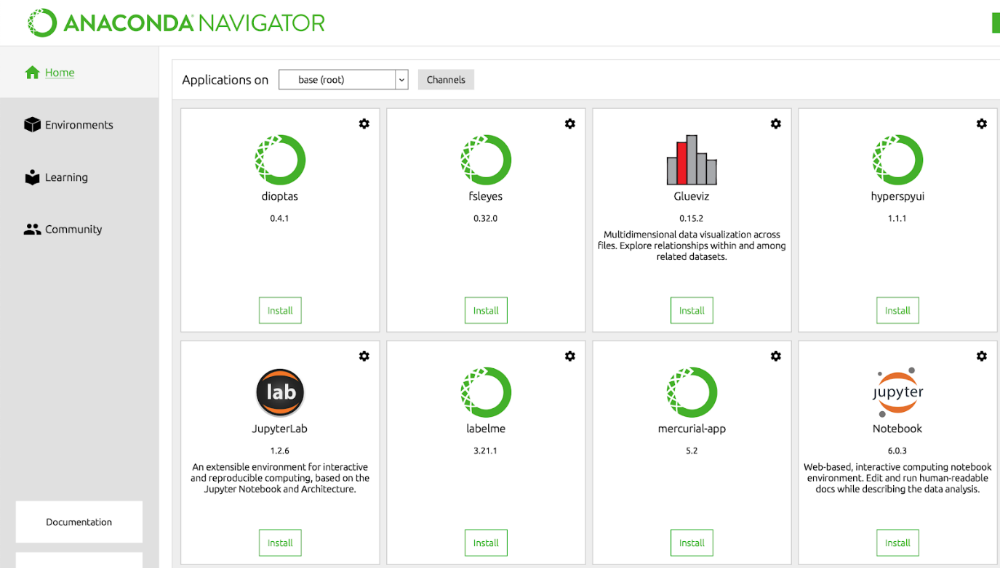 ANACONDA NAVIGATOR
Home
Environments
Learning
Community
Documentation
Applications on base (root) Channels
dioptas
0.4.1
Install
fsleyes
0.32.0
Install
Glueviz
0.15.2
Multidimensional data visualization across
files. Explore relationships within and among
related datasets.
Install
hyperspyui
1.1.1
Install
lab
JupyterLab
1.2.6
An extensible environment for interactive
and reproducible computing, based on the
Jupyter Notebook and Architecture.
Install
labelme
3.21.1
Install
mercurial-app
5.2
Install
jupyter
Notebook
6.0.3
Web-based, interactive computing notebook
environment. Edit and run human-readable
docs while describing the data analysis.
Install